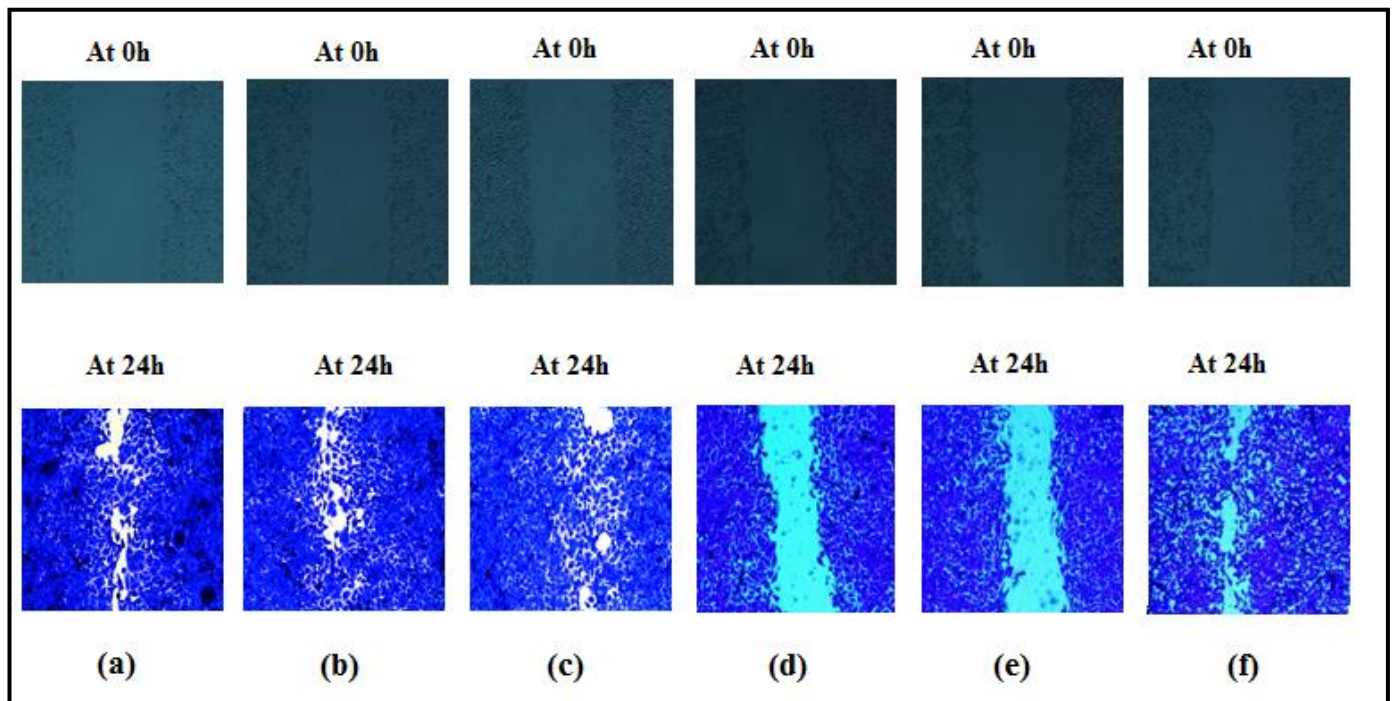 At 0h At 0h At 0h At 0h At 0h At 0h
At 24h At 24h At 24h At 24h At 24h At 24h
(a) (b) (c) (d) (e) (f)